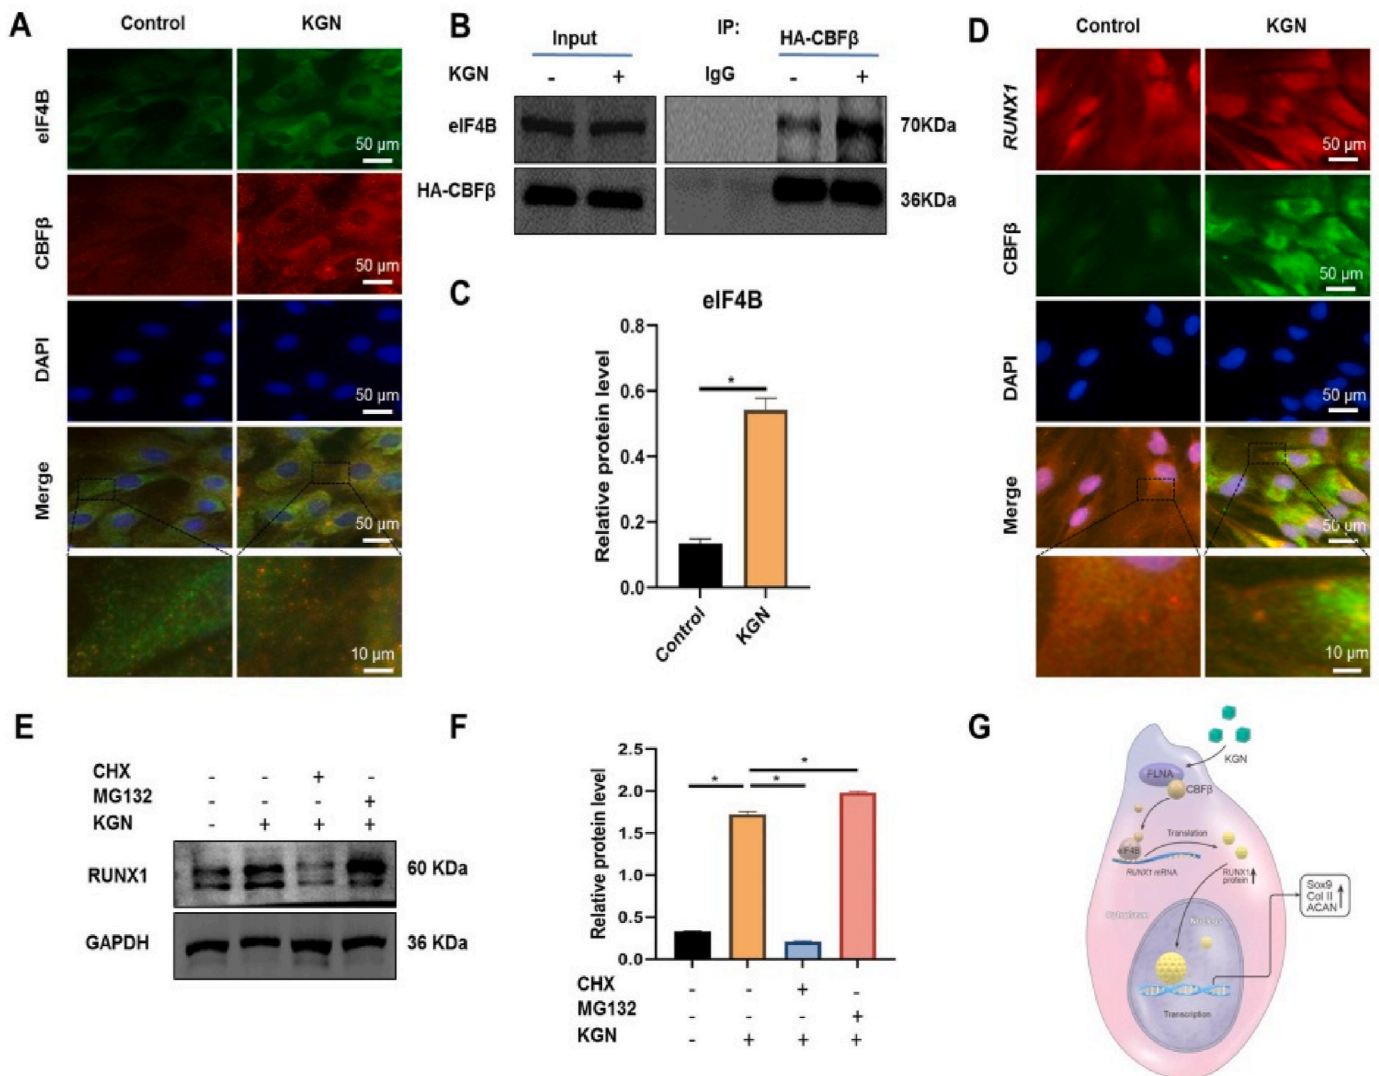 A
Control KGN
eIF4B
50 µm
CBFβ
50 µm
DAPI
50 µm
Merge
50 µm
10 µm
B
Input IP: HA-CBFβ
KGN - + IgG - +
eIF4B 70KDa
HA-CBFβ 36KDa
C
eIF4B
Relative protein level
0.8
0.6
0.4
0.2
0.0
*
Control KGN
D
Control KGN
RUNX1
50 µm
CBFβ
50 µm
DAPI
50 µm
Merge
50 µm
10 µm
E
CHX - - + -
MG132 - - - +
KGN - + + +
RUNX1 60 KDa
GAPDH 36 KDa
F
Relative protein level
2.5
2.0
1.5
1.0
0.5
0.0
* * *
CHX - - + -
MG132 - - - +
KGN - + + +
G
KGN
FLNA
CBFβ
Translation
eIF4B
RUNX1 mRNA
RUNX1
protein
Cytoplasm
Nucleus
Sox9
Col II
ACAN
Transcription